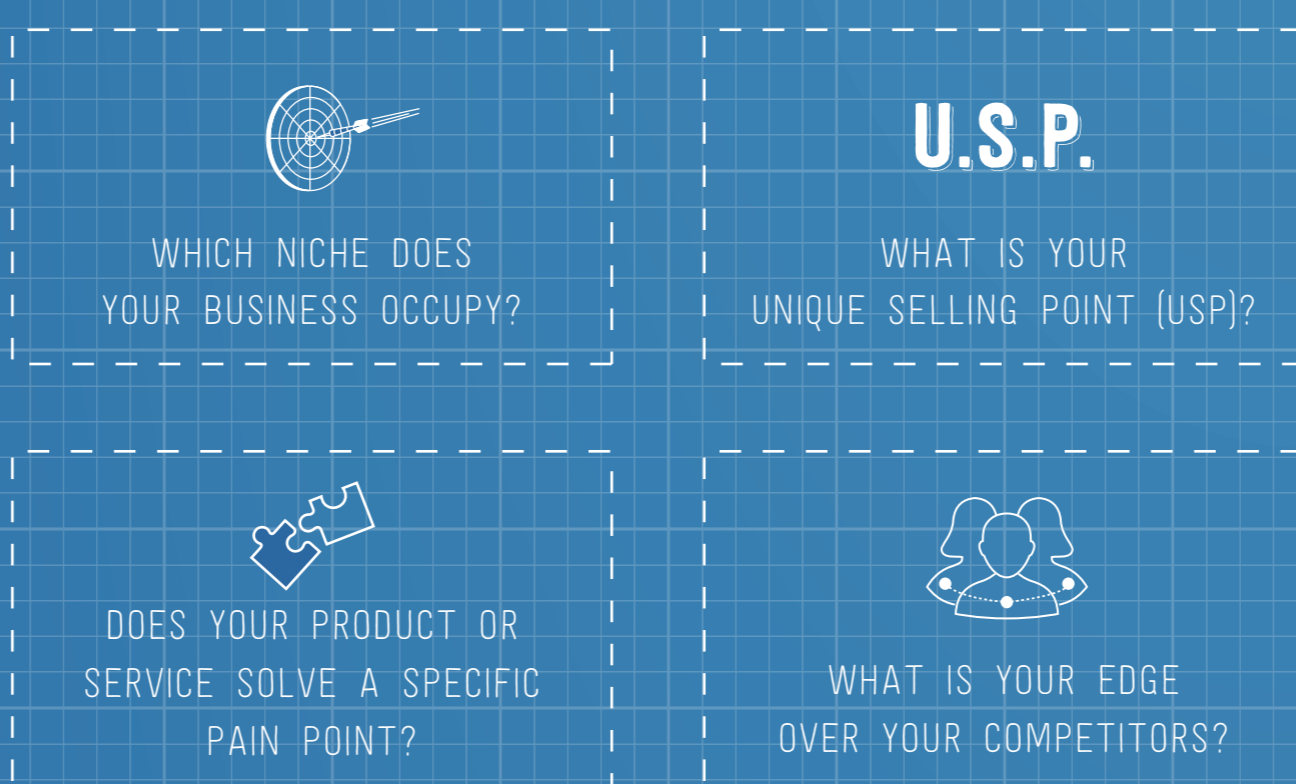 WHICH NICHE DOES
YOUR BUSINESS OCCUPY?
U.S.P.
WHAT IS YOUR
UNIQUE SELLING POINT (USP)?
DOES YOUR PRODUCT OR
SERVICE SOLVE A SPECIFIC
PAIN POINT?
WHAT IS YOUR EDGE
OVER YOUR COMPETITORS?